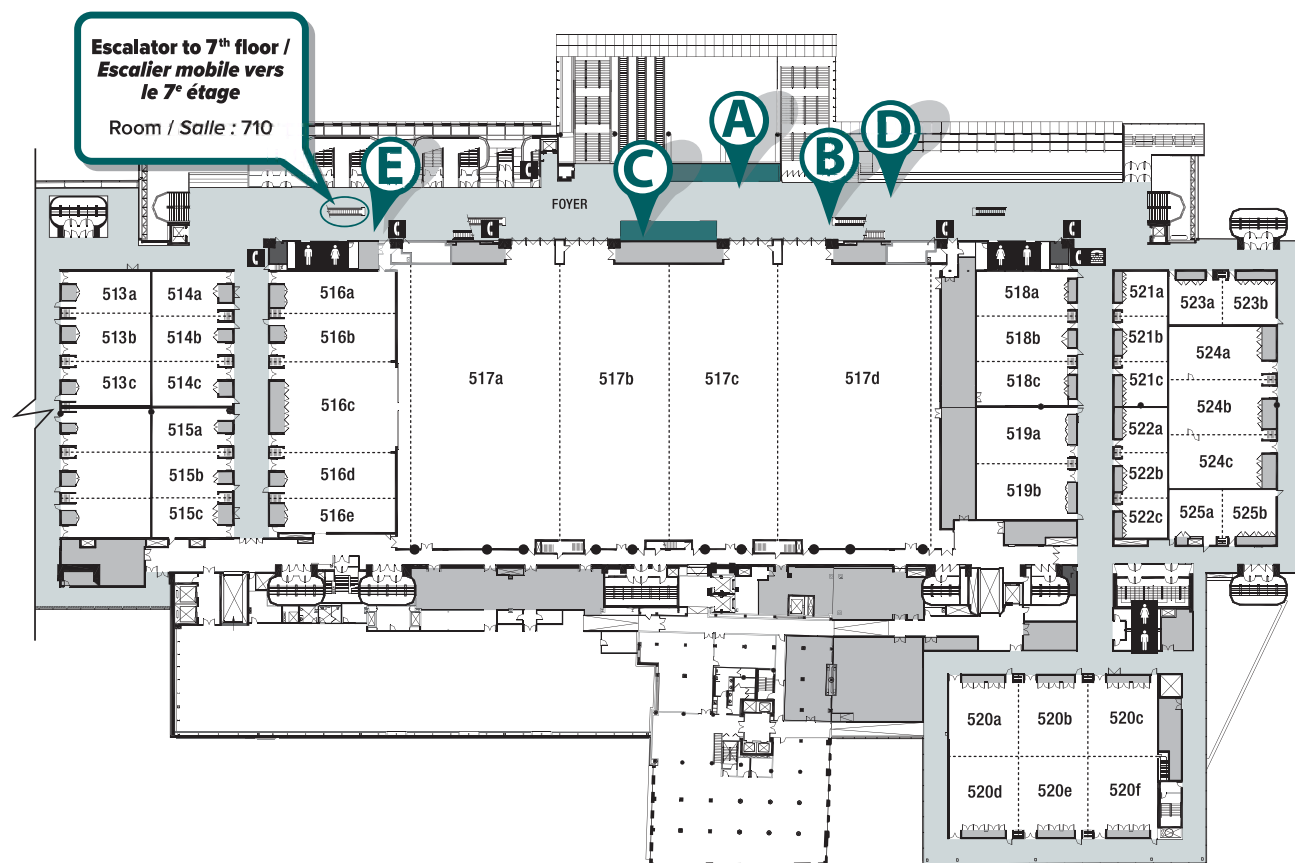 Escalator to 7th floor /
Escalier mobile vers
le 7e étage
Room / Salle : 710
A
E
C
B
D
FOYER
513a
514a
516a
518a
521a
523a
523b
513b
514b
516b
518b
521b
524a
513c
514c
516c
517a
517b
517c
517d
518c
521c
524b
515a
519a
522a
515b
516d
519b
522b
524c
515c
516e
522c
525a
525b
520a
520b
520c
520d
520e
520f